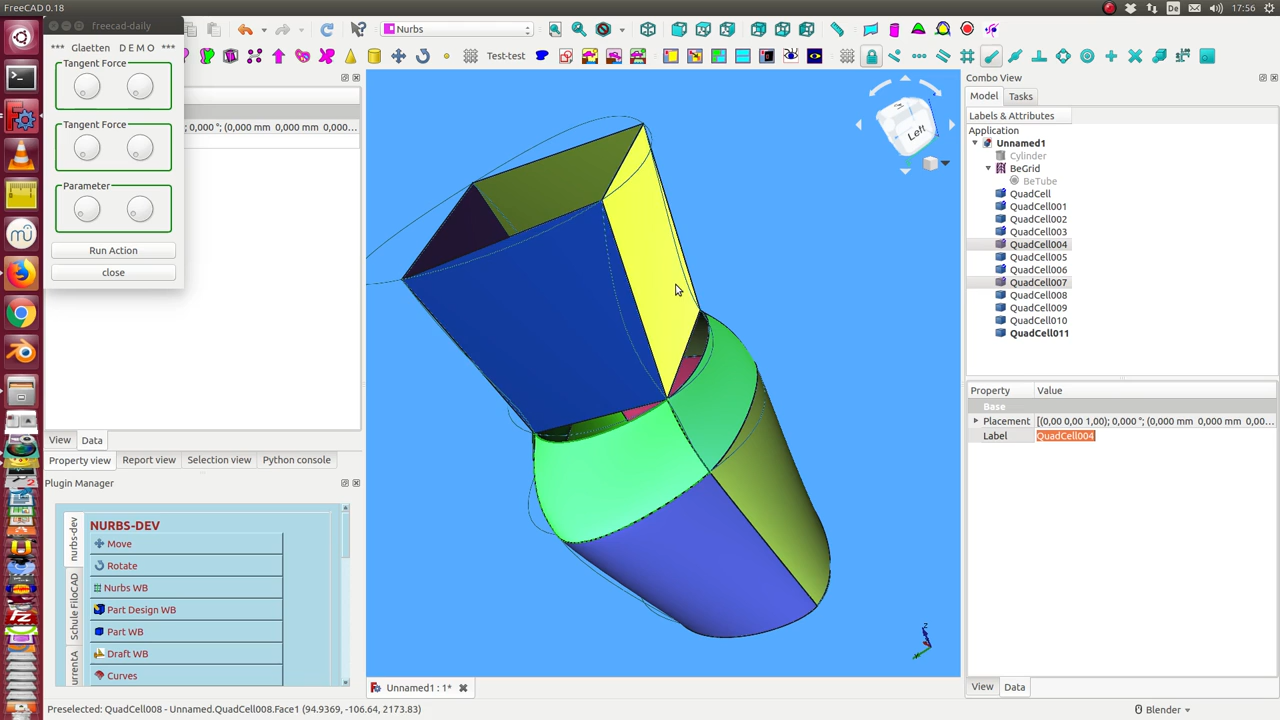 FreeCAD 0.18
De
17:56
freecad-daily
*** Glaetten D E M O ***
Tangent Force
Tangent Force
Parameter
Run Action
close
Nurbs
Test-test
; 0,000 °; (0,000 mm 0,000 mm 0,000...
View
Data
Property view
Report view
Selection view
Python console
Plugin Manager
nurbs-dev
Schule FlloCAD
NURBS-DEV
Move
Rotate
Nurbs WB
Part Design WB
Part WB
Draft WB
Curves
Left
Z
Unnamed1 : 1*
Combo View
Model
Tasks
Labels & Attributes
Application
Unnamed1
Cylinder
BeGrid
BeTube
QuadCell
QuadCell001
QuadCell002
QuadCell003
QuadCell004
QuadCell005
QuadCell006
QuadCell007
QuadCell008
QuadCell009
QuadCell010
QuadCell011
Property Value
Base
Placement [(0,00 0,00 1,00); 0,000 °; (0,000 mm 0,000 mm 0,00...
Label QuadCell004
View
Data
Preselected: QuadCell008 - Unnamed.QuadCell008.Face1 (94.9369, -106.64, 2173.83)
Blender